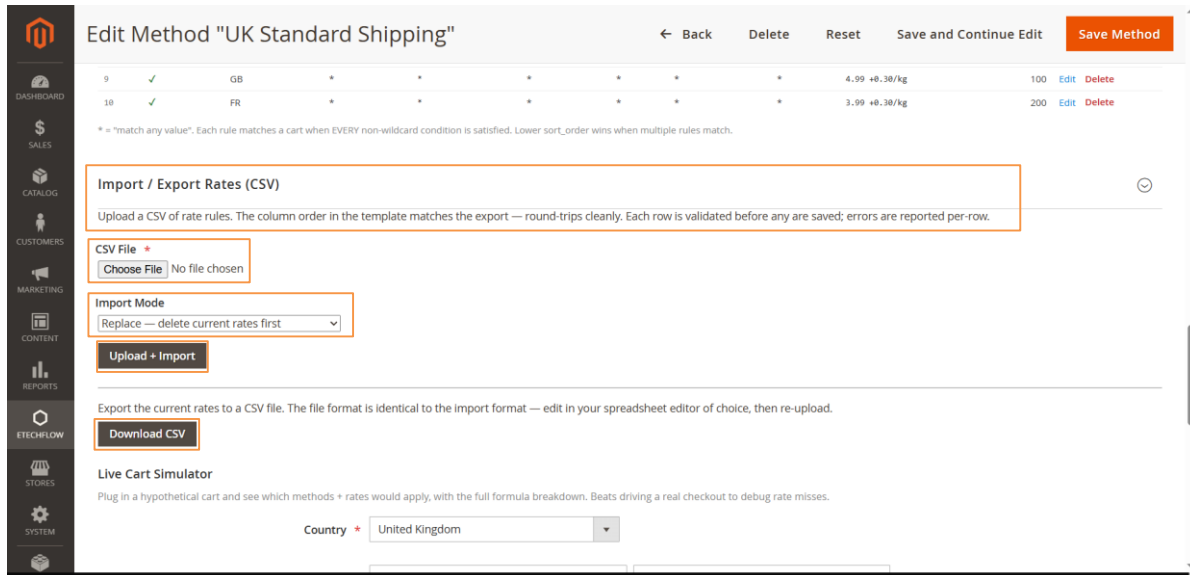 Edit Method "UK Standard Shipping"
← Back Delete Reset Save and Continue Edit Save Method
DASHBOARD
SALES
CATALOG
CUSTOMERS
MARKETING
CONTENT
REPORTS
ETECHFLOW
STORES
SYSTEM
9 ✓ GB * * * * * * 4.99 +0.30/kg 100 Edit Delete
10 ✓ FR * * * * * * 3.99 +0.30/kg 200 Edit Delete
* = "match any value". Each rule matches a cart when EVERY non-wildcard condition is satisfied. Lower sort_order wins when multiple rules match.
Import / Export Rates (CSV)
Upload a CSV of rate rules. The column order in the template matches the export — round-trips cleanly. Each row is validated before any are saved; errors are reported per-row.
CSV File *
Choose File No file chosen
Import Mode
Replace — delete current rates first
Upload + Import
Export the current rates to a CSV file. The file format is identical to the import format — edit in your spreadsheet editor of choice, then re-upload.
Download CSV
Live Cart Simulator
Plug in a hypothetical cart and see which methods + rates would apply, with the full formula breakdown. Beats driving a real checkout to debug rate misses.
Country * United Kingdom